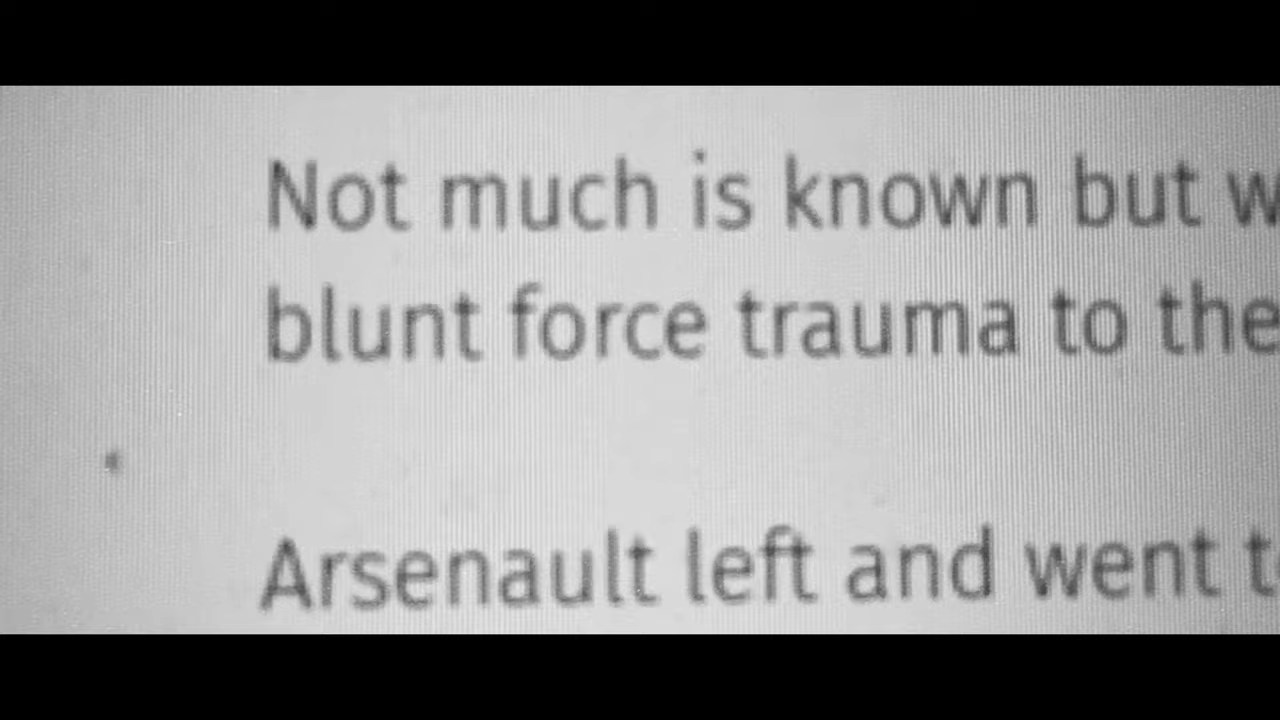 Not much is known but w
blunt force trauma to the
Arsenault left and went t